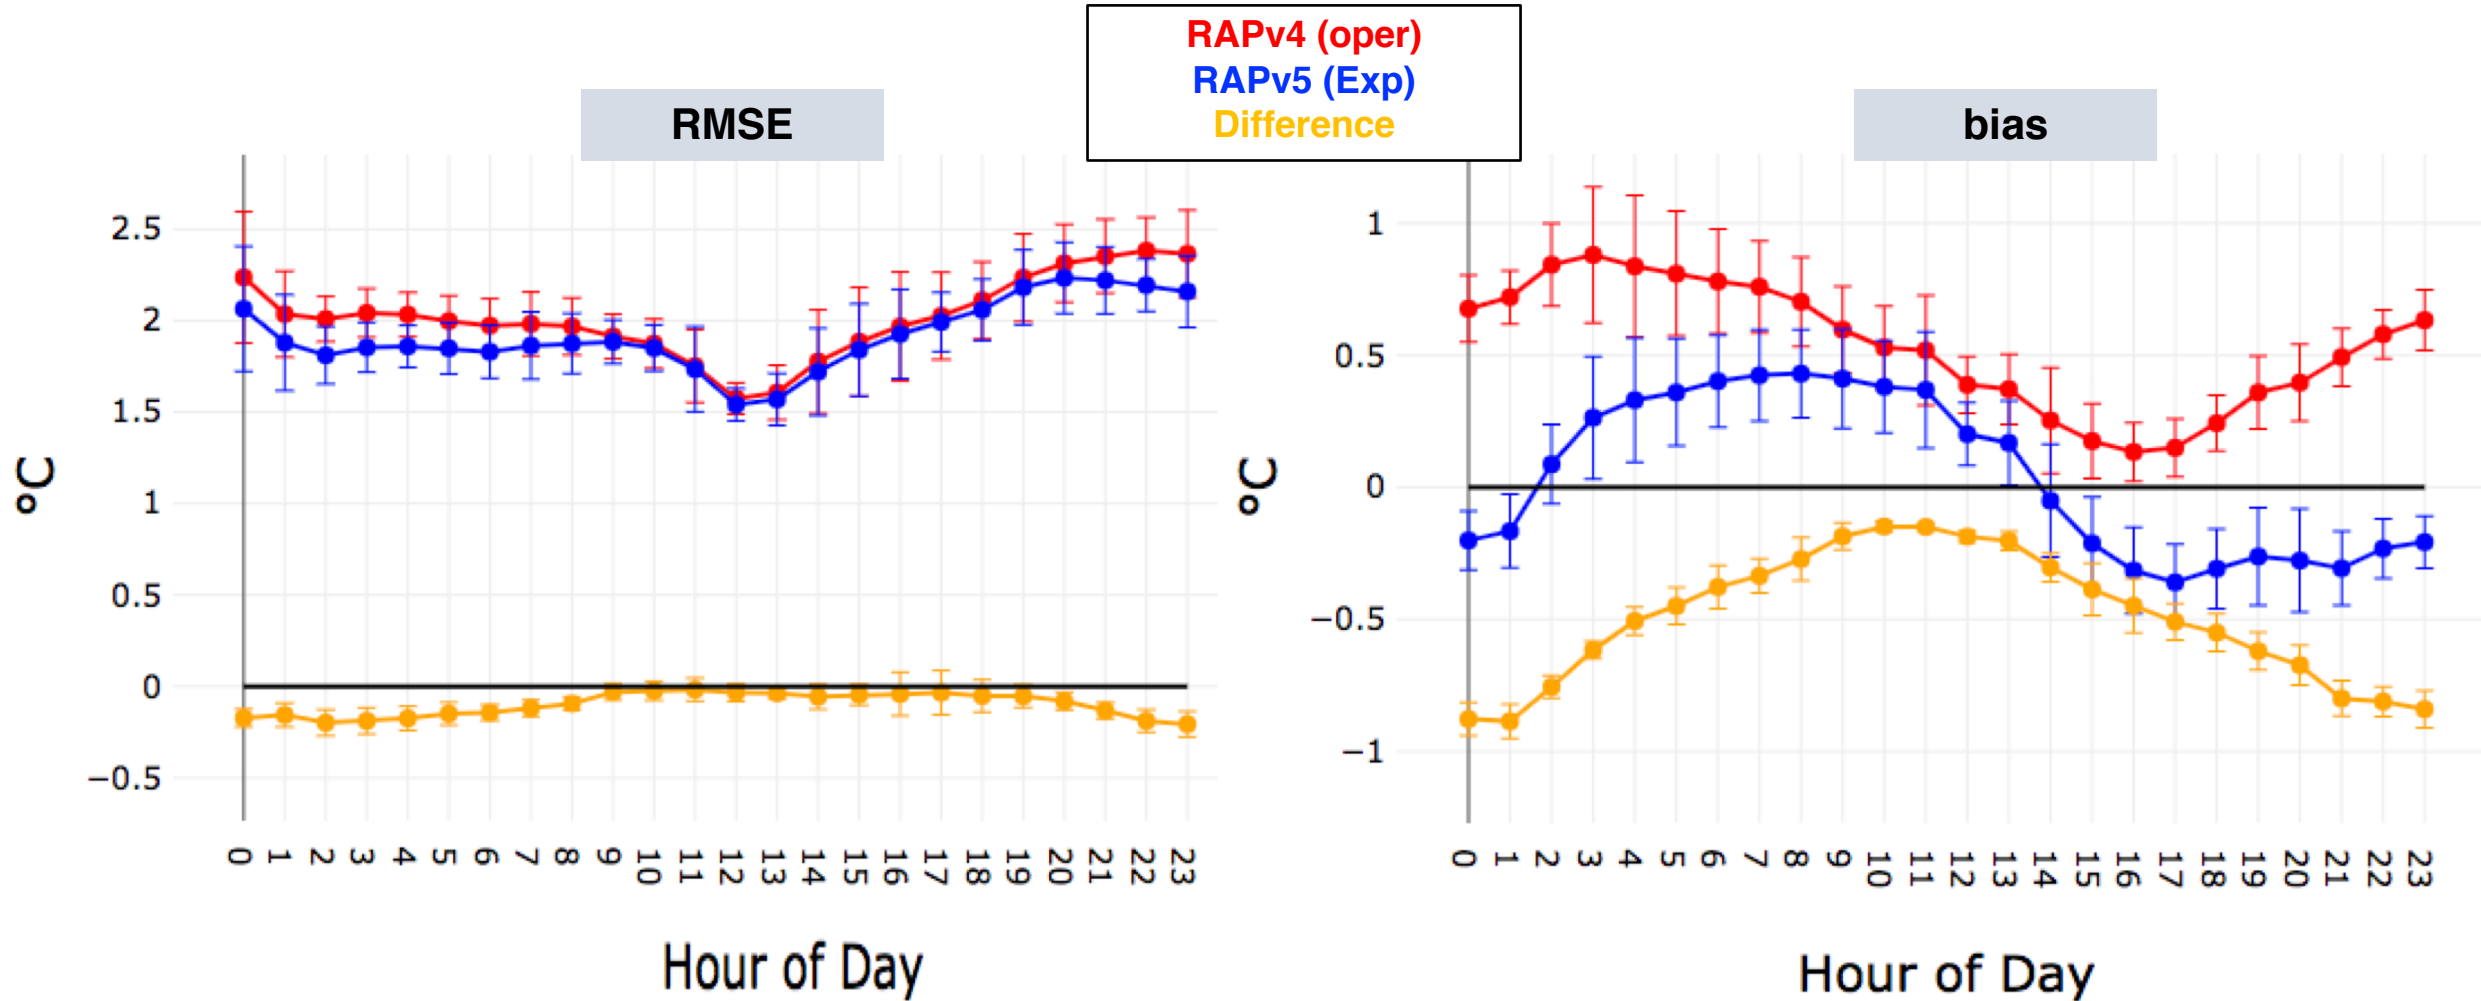 RAPv4 (oper)
RAPv5 (Exp)
Difference
RMSE
bias
2.5
2
1.5
1
0.5
0
−0.5
°C
0 1 2 3 4 5 6 7 8 9 10 11 12 13 14 15 16 17 18 19 20 21 22 23
Hour of Day
1
0.5
0
−0.5
−1
°C
0 1 2 3 4 5 6 7 8 9 10 11 12 13 14 15 16 17 18 19 20 21 22 23
Hour of Day